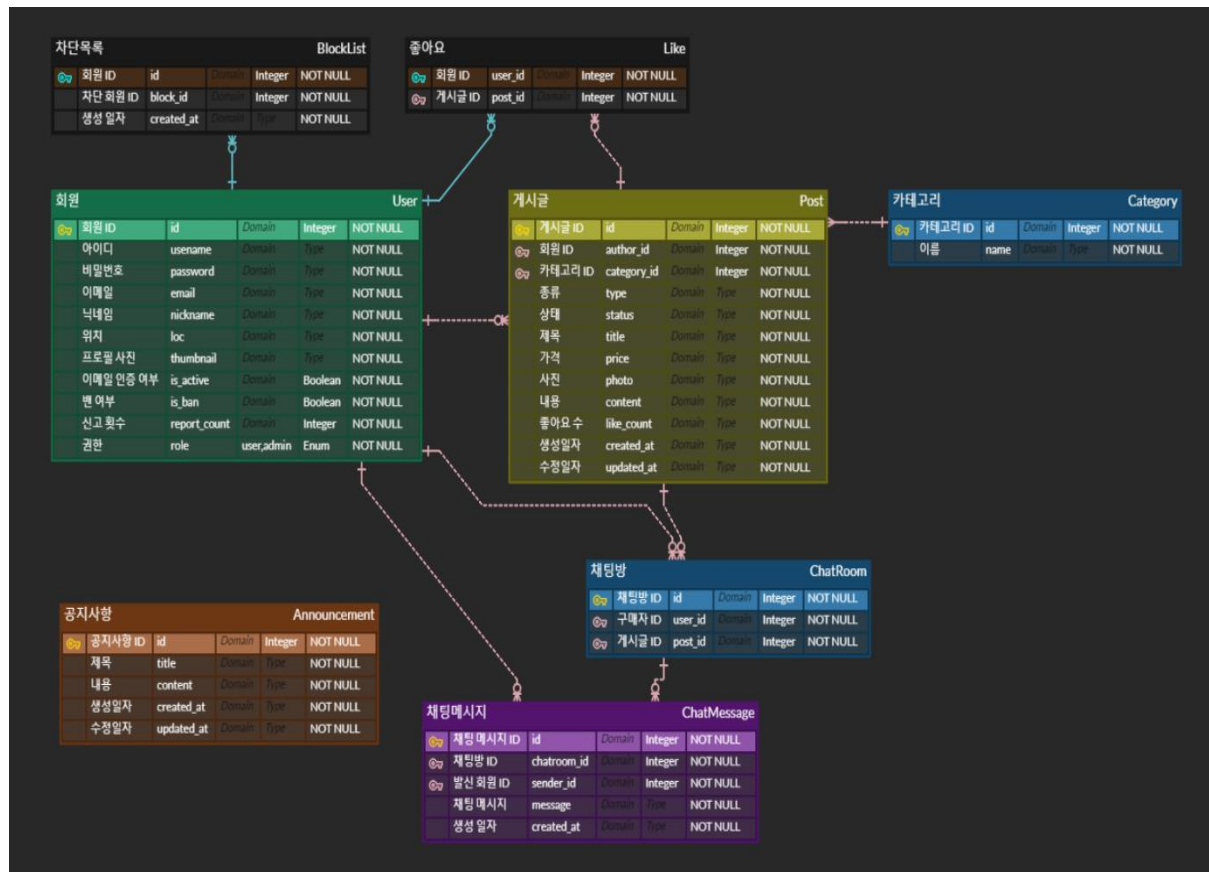 차단목록 BlockList
회원 ID id Domain Integer NOT NULL
차단 회원 ID block_id Domain Integer NOT NULL
생성 일자 created_at Domain Type NOT NULL
좋아요 Like
회원 ID user_id Domain Integer NOT NULL
게시글 ID post_id Domain Integer NOT NULL
회원 User
회원 ID id Domain Integer NOT NULL
아이디 usename Domain Type NOT NULL
비밀번호 password Domain Type NOT NULL
이메일 email Domain Type NOT NULL
닉네임 nickname Domain Type NOT NULL
위치 loc Domain Type NOT NULL
프로필 사진 thumbnail Domain Type NOT NULL
이메일 인증 여부 is_active Domain Boolean NOT NULL
밴 여부 is_ban Domain Boolean NOT NULL
신고 횟수 report_count Domain Integer NOT NULL
권한 role user,admin Enum NOT NULL
게시글 Post
게시글 ID id Domain Integer NOT NULL
회원 ID author_id Domain Integer NOT NULL
카테고리 ID category_id Domain Integer NOT NULL
종류 type Domain Type NOT NULL
상태 status Domain Type NOT NULL
제목 title Domain Type NOT NULL
가격 price Domain Type NOT NULL
사진 photo Domain Type NOT NULL
내용 content Domain Type NOT NULL
좋아요 수 like_count Domain Type NOT NULL
생성일자 created_at Domain Type NOT NULL
수정일자 updated_at Domain Type NOT NULL
카테고리 Category
카테고리 ID id Domain Integer NOT NULL
이름 name Domain Type NOT NULL
채팅방 ChatRoom
채팅방 ID id Domain Integer NOT NULL
구매자 ID user_id Domain Integer NOT NULL
게시글 ID post_id Domain Integer NOT NULL
공지사항 Announcement
공지사항 ID id Domain Integer NOT NULL
제목 title Domain Type NOT NULL
내용 content Domain Type NOT NULL
생성일자 created_at Domain Type NOT NULL
수정일자 updated_at Domain Type NOT NULL
채팅메시지 ChatMessage
채팅 메시지 ID id Domain Integer NOT NULL
채팅방 ID chatroom_id Domain Integer NOT NULL
발신 회원 ID sender_id Domain Integer NOT NULL
채팅 메시지 message Domain Type NOT NULL
생성 일자 created_at Domain Type NOT NULL